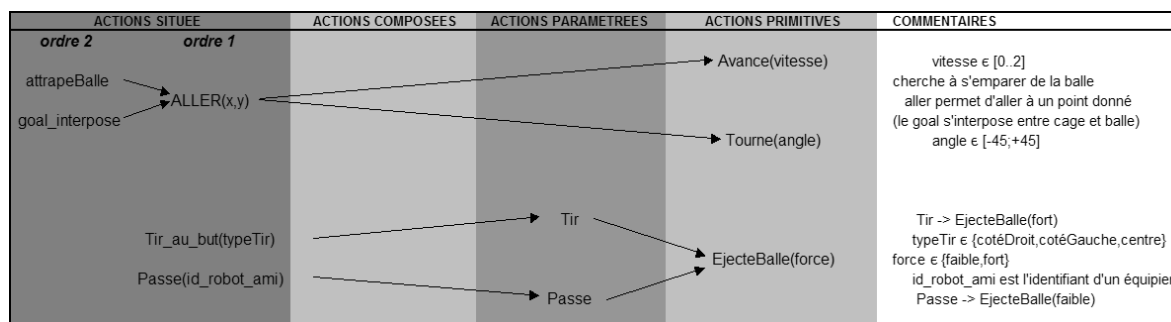 ACTIONS SITUEE ACTIONS COMPOSEES ACTIONS PARAMETREES ACTIONS PRIMITIVES COMMENTAIRES
ordre 2 ordre 1
Avance(vitesse) vitesse є [0..2]
attrapeBalle cherche à s'emparer de la balle
ALLER(x,y) aller permet d'aller à un point donné
goal_interpose (le goal s'interpose entre cage et balle)
Tourne(angle) angle є [-45;+45]
Tir Tir -> EjecteBalle(fort)
Tir_au_but(typeTir) typeTir є {cotéDroit,cotéGauche,centre}
EjecteBalle(force) force є {faible,fort}
Passe(id_robot_ami) id_robot_ami est l'identifiant d'un équipier
Passe Passe -> EjecteBalle(faible)